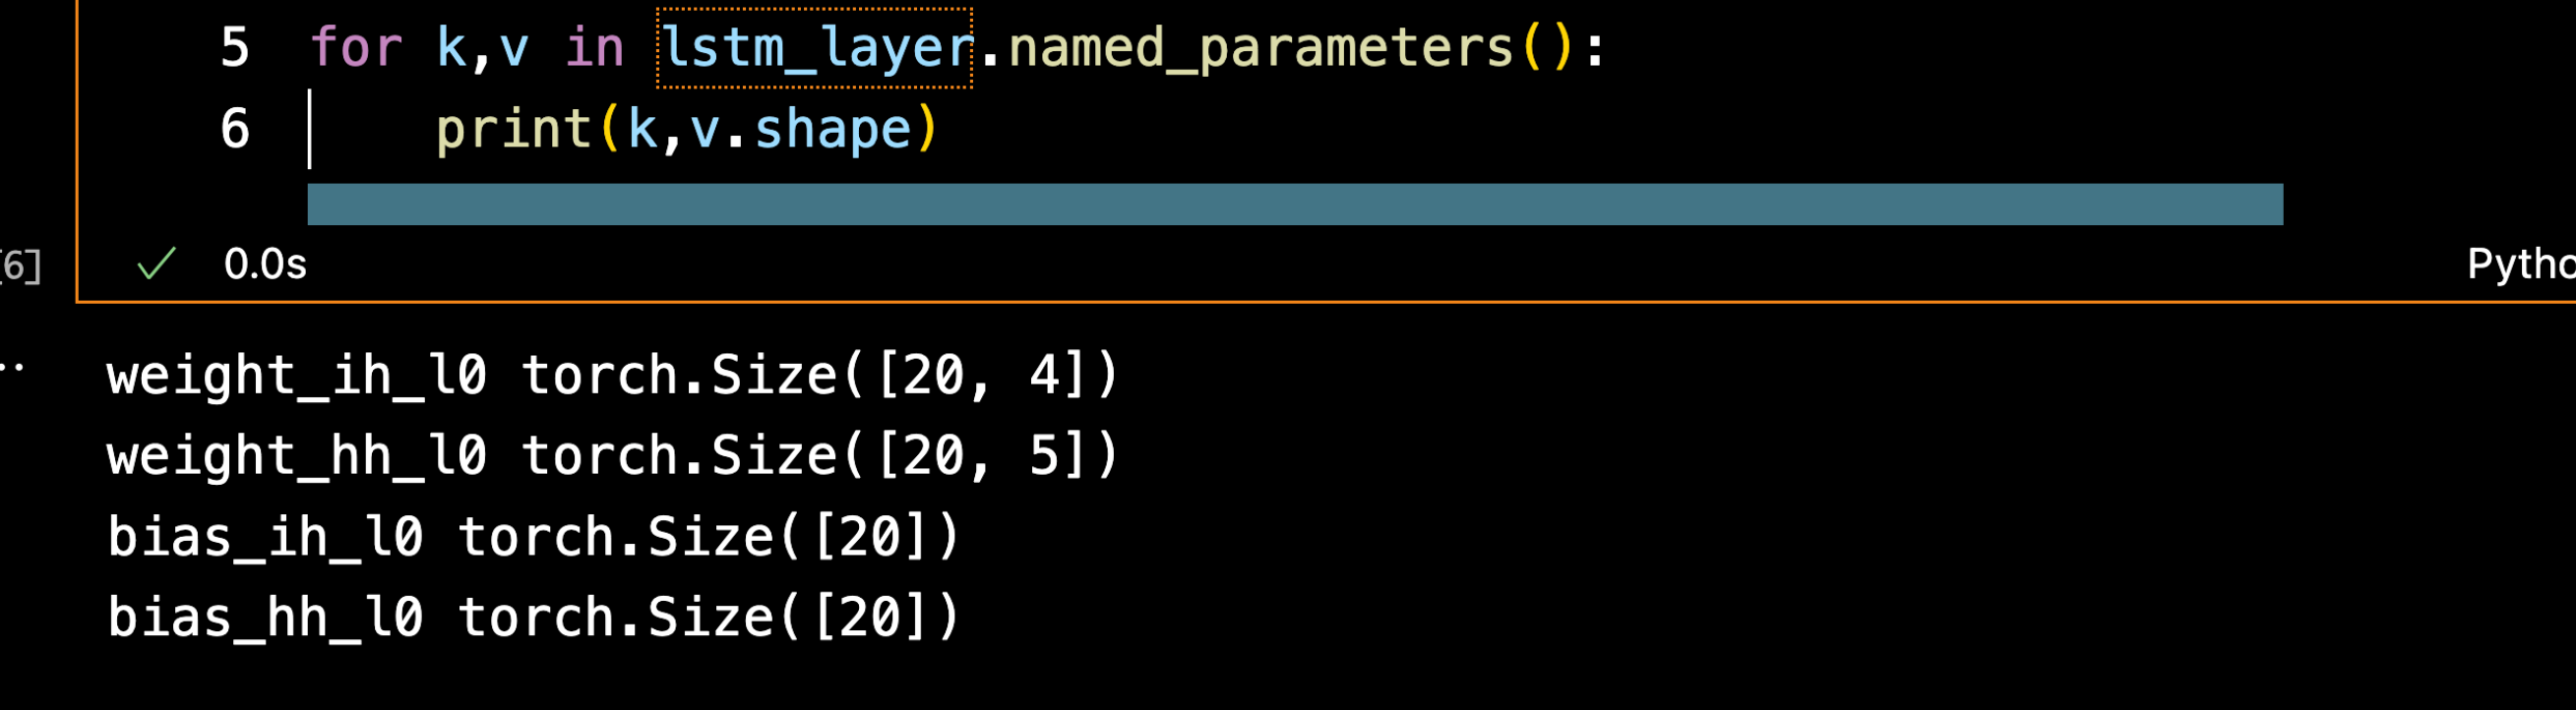 5 for k,v in lstm_layer.named_parameters():
6 print(k,v.shape)
[6] 0.0s
weight_ih_l0 torch.Size([20, 4])
weight_hh_l0 torch.Size([20, 5])
bias_ih_l0 torch.Size([20])
bias_hh_l0 torch.Size([20])